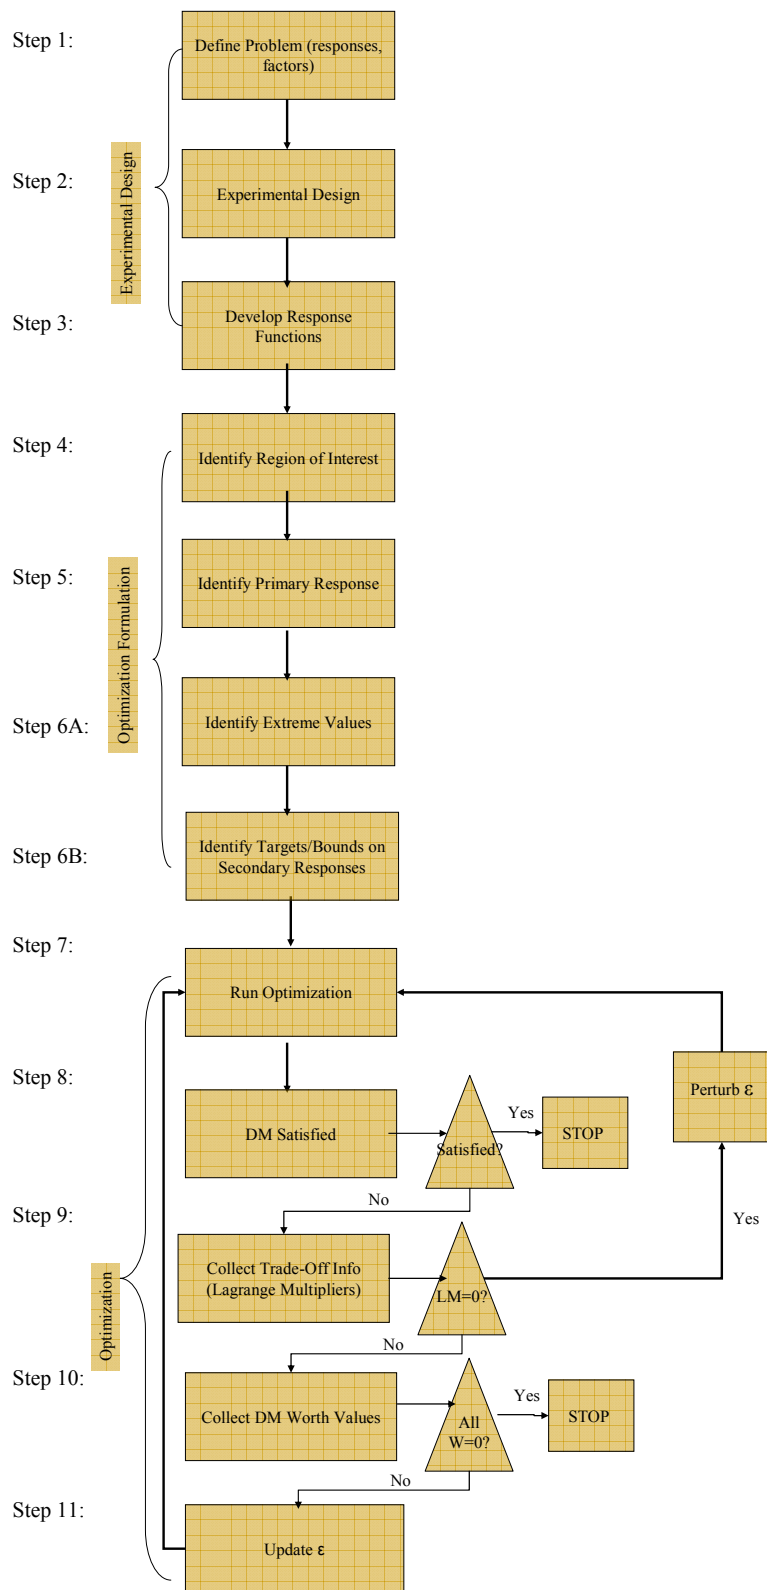 Step 1:
Define Problem (responses,
factors)
Step 2:
Experimental Design
Experimental Design
Step 3:
Develop Response
Functions
Step 4:
Identify Region of Interest
Step 5:
Identify Primary Response
Optimization Formulation
Step 6A:
Identify Extreme Values
Step 6B:
Identify Targets/Bounds on
Secondary Responses
Step 7:
Run Optimization
Step 8:
DM Satisfied
Satisfied?
Yes
STOP
Perturb ε
No
Step 9:
Collect Trade-Off Info
(Lagrange Multipliers)
LM=0?
Yes
Optimization
No
Step 10:
Collect DM Worth Values
All
W=0?
Yes
STOP
No
Step 11:
Update ε